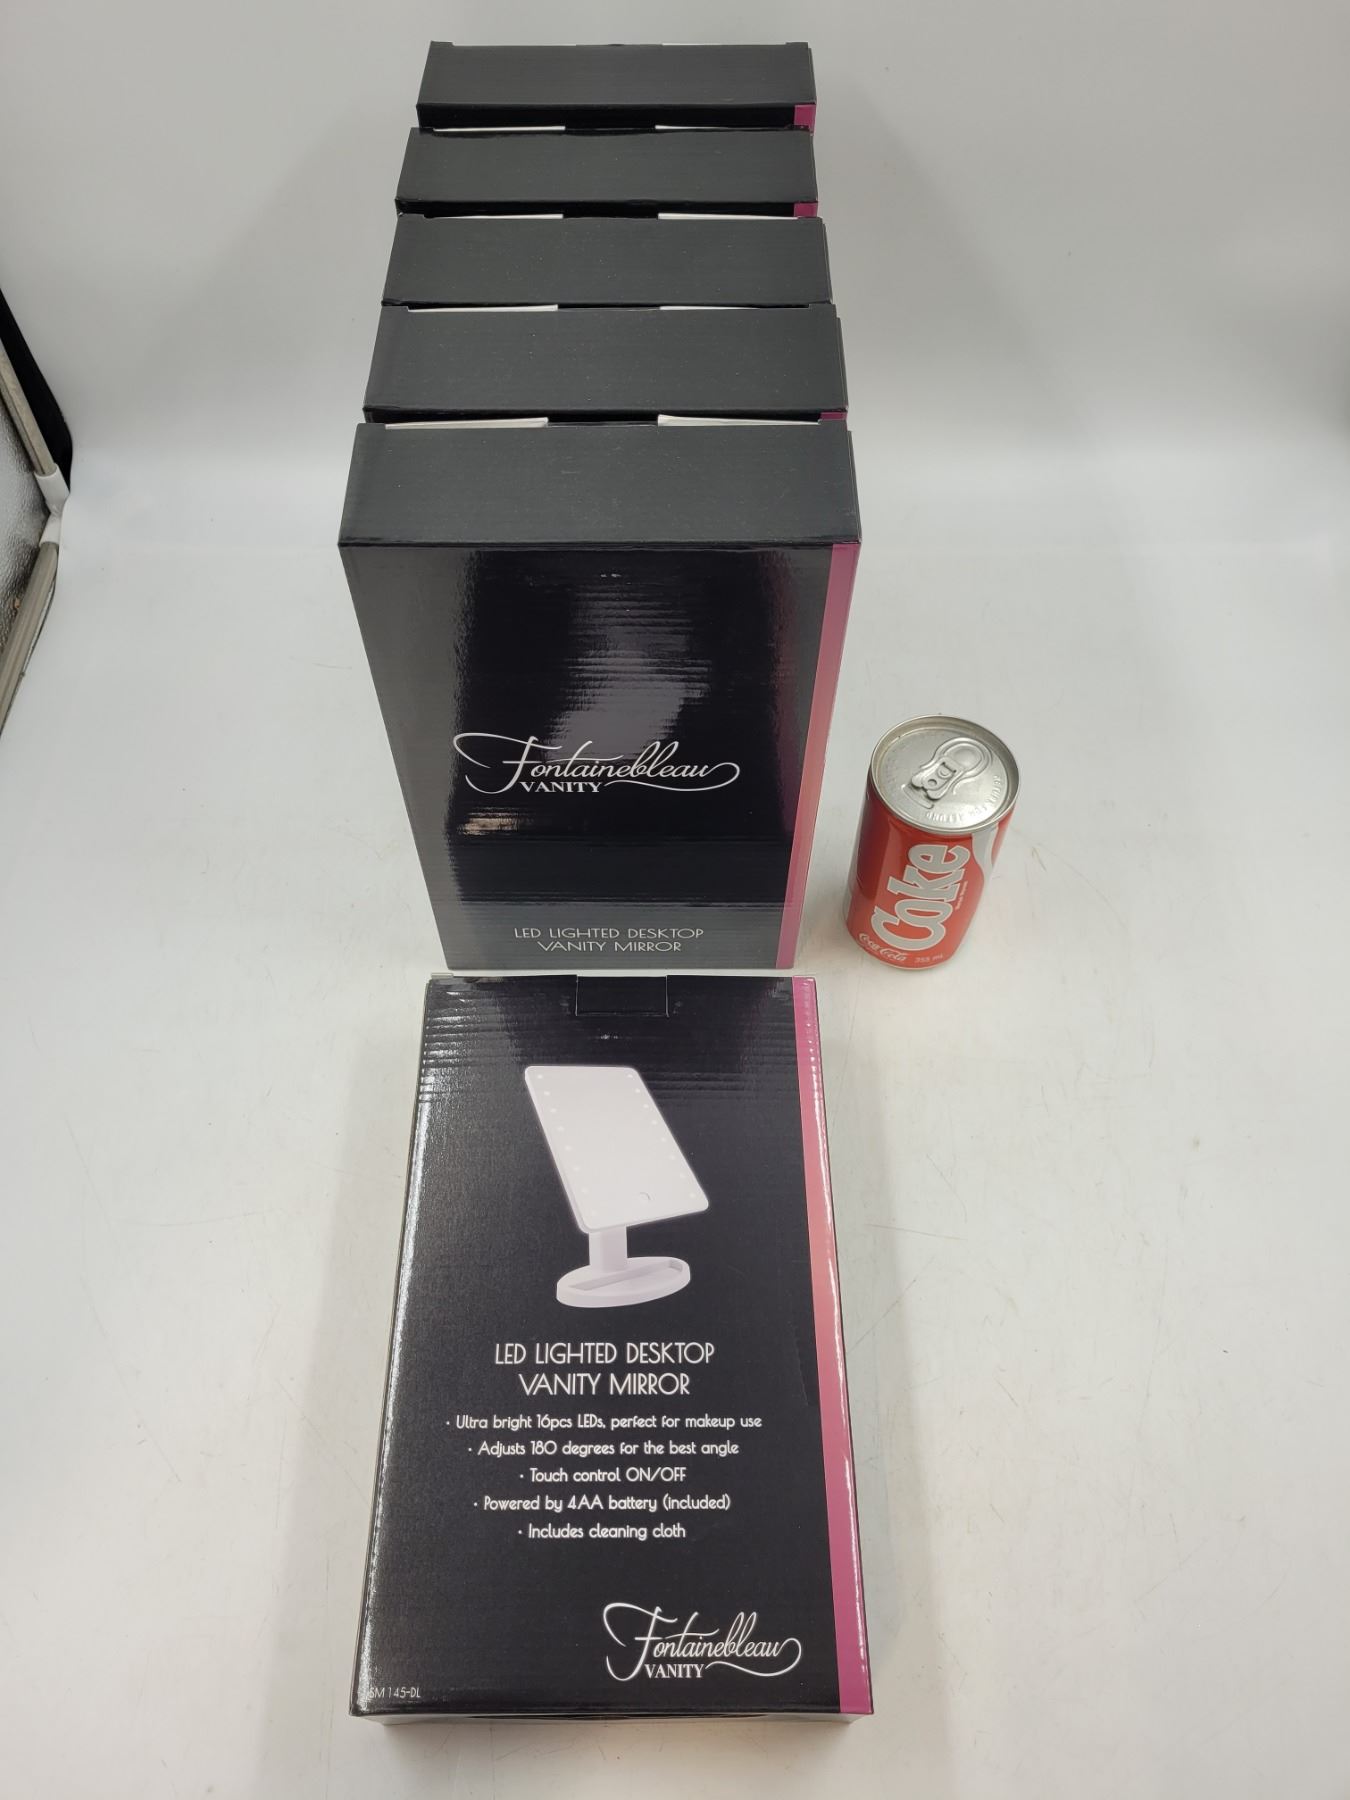 Fontainebleau
VANITY
LED LIGHTED DESKTOP
VANITY MIRROR
Coke
Coca-Cola
355 mL
LED LIGHTED DESKTOP
VANITY MIRROR
• Ultra bright 16pcs LEDs, perfect for makeup use
• Adjusts 180 degrees for the best angle
• Touch control ON/OFF
• Powered by 4AA battery (included)
• Includes cleaning cloth
Fontainebleau
VANITY
SM145-DL